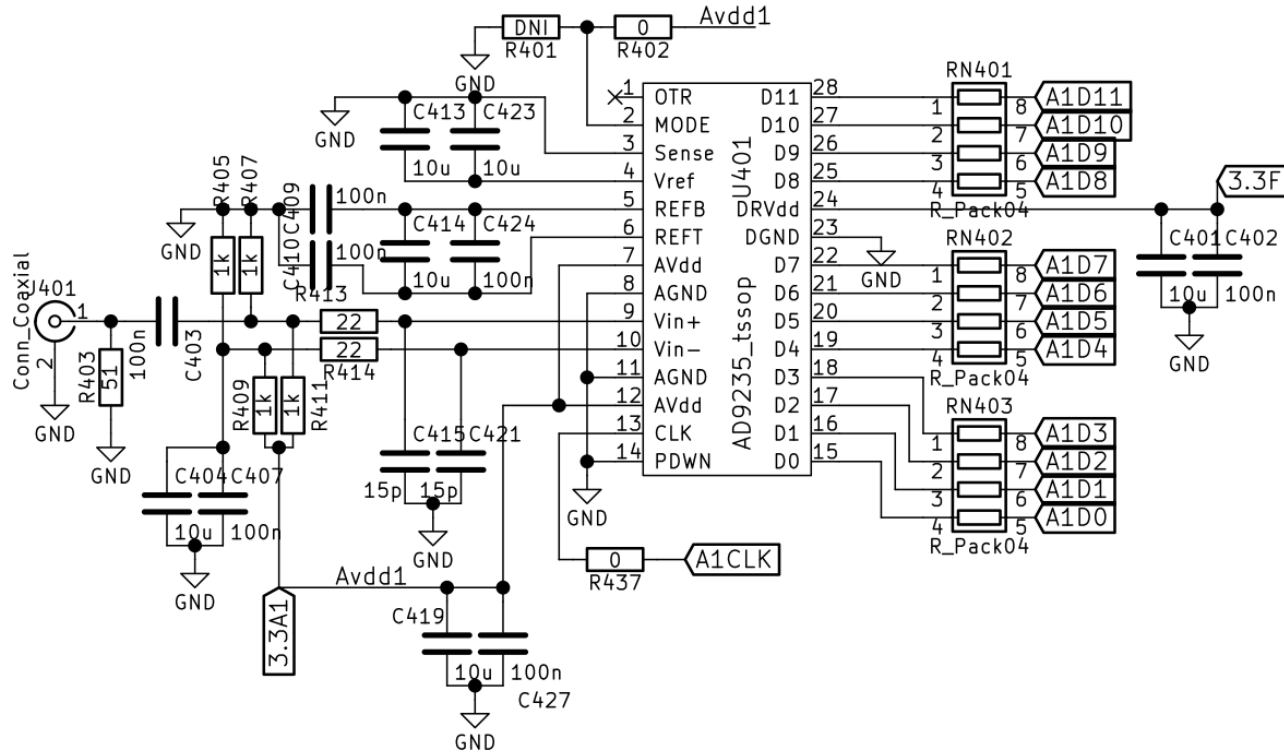 DNI
0
Avdd1
R401
R402
GND
RN401
1
OTR
D11
28
1
8
A1D11
GND
C413
C423
2
MODE
D10
27
2
7
A1D10
3
Sense
D9
26
3
6
A1D9
10u
10u
4
Vref
D8
25
4
5
A1D8
3.3F
R405
R407
C409
100n
5
REFB
DRVdd
24
R_Pack04
GND
C414
C424
6
REFT
DGND
23
RN402
C401
C402
1k
1k
C410
100n
7
AVdd
D7
22
GND
1
8
A1D7
10u
100n
8
AGND
D6
21
2
7
A1D6
10u
100n
J401
R413
1
22
9
Vin+
D5
20
3
6
A1D5
Conn_Coaxial
2
R403
51
100n
C403
22
10
Vin-
D4
19
4
5
A1D4
GND
R414
11
AGND
D3
18
R_Pack04
R409
1k
1k
R411
12
AVdd
D2
17
RN403
GND
U401
AD9235_tssop
C415
C421
13
CLK
D1
16
1
8
A1D3
GND
14
PDWN
D0
15
2
7
A1D2
C404
C407
15p
15p
3
6
A1D1
10u
100n
GND
GND
4
5
A1D0
R_Pack04
0
A1CLK
GND
R437
Avdd1
3.3A1
C419
10u
100n
C427
GND